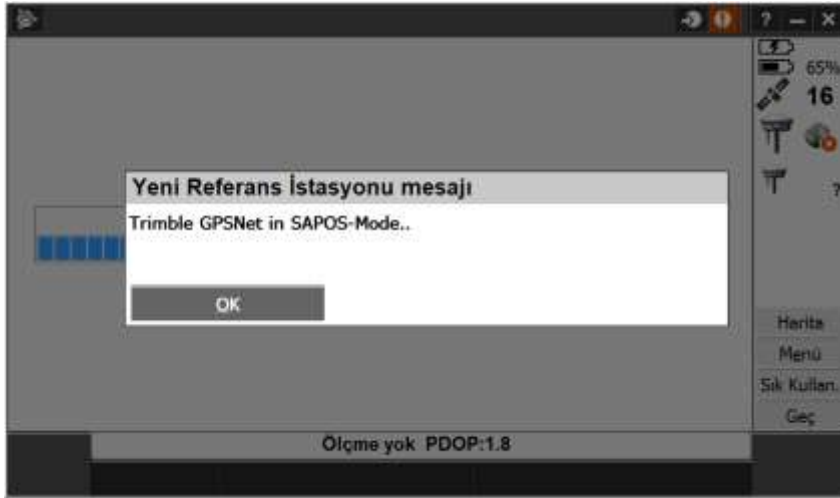 ? – ×
65%
16
?
Yeni Referans İstasyonu mesajı
Trimble GPSNet in SAPOS-Mode..
OK
Harita
Menü
Sık Kullan.
Geç
Ölçme yok PDOP:1.8